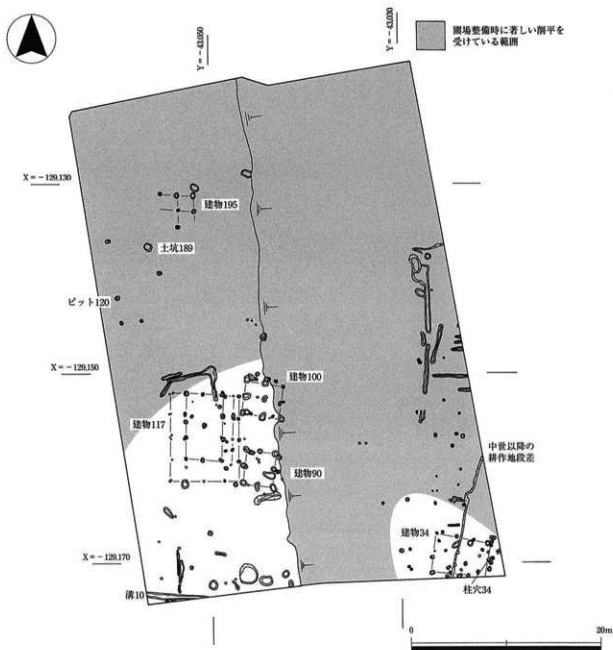 Y=-43,050
Y=-43,030
圃場整備時に著しい削平を
受けている範囲
X=-129,130
建物195
土坑189
ピット120
X=-129,150
建物100
建物117
中世以降の
耕作地段差
建物90
建物34
X=-129,170
柱穴34
溝10
0
20m